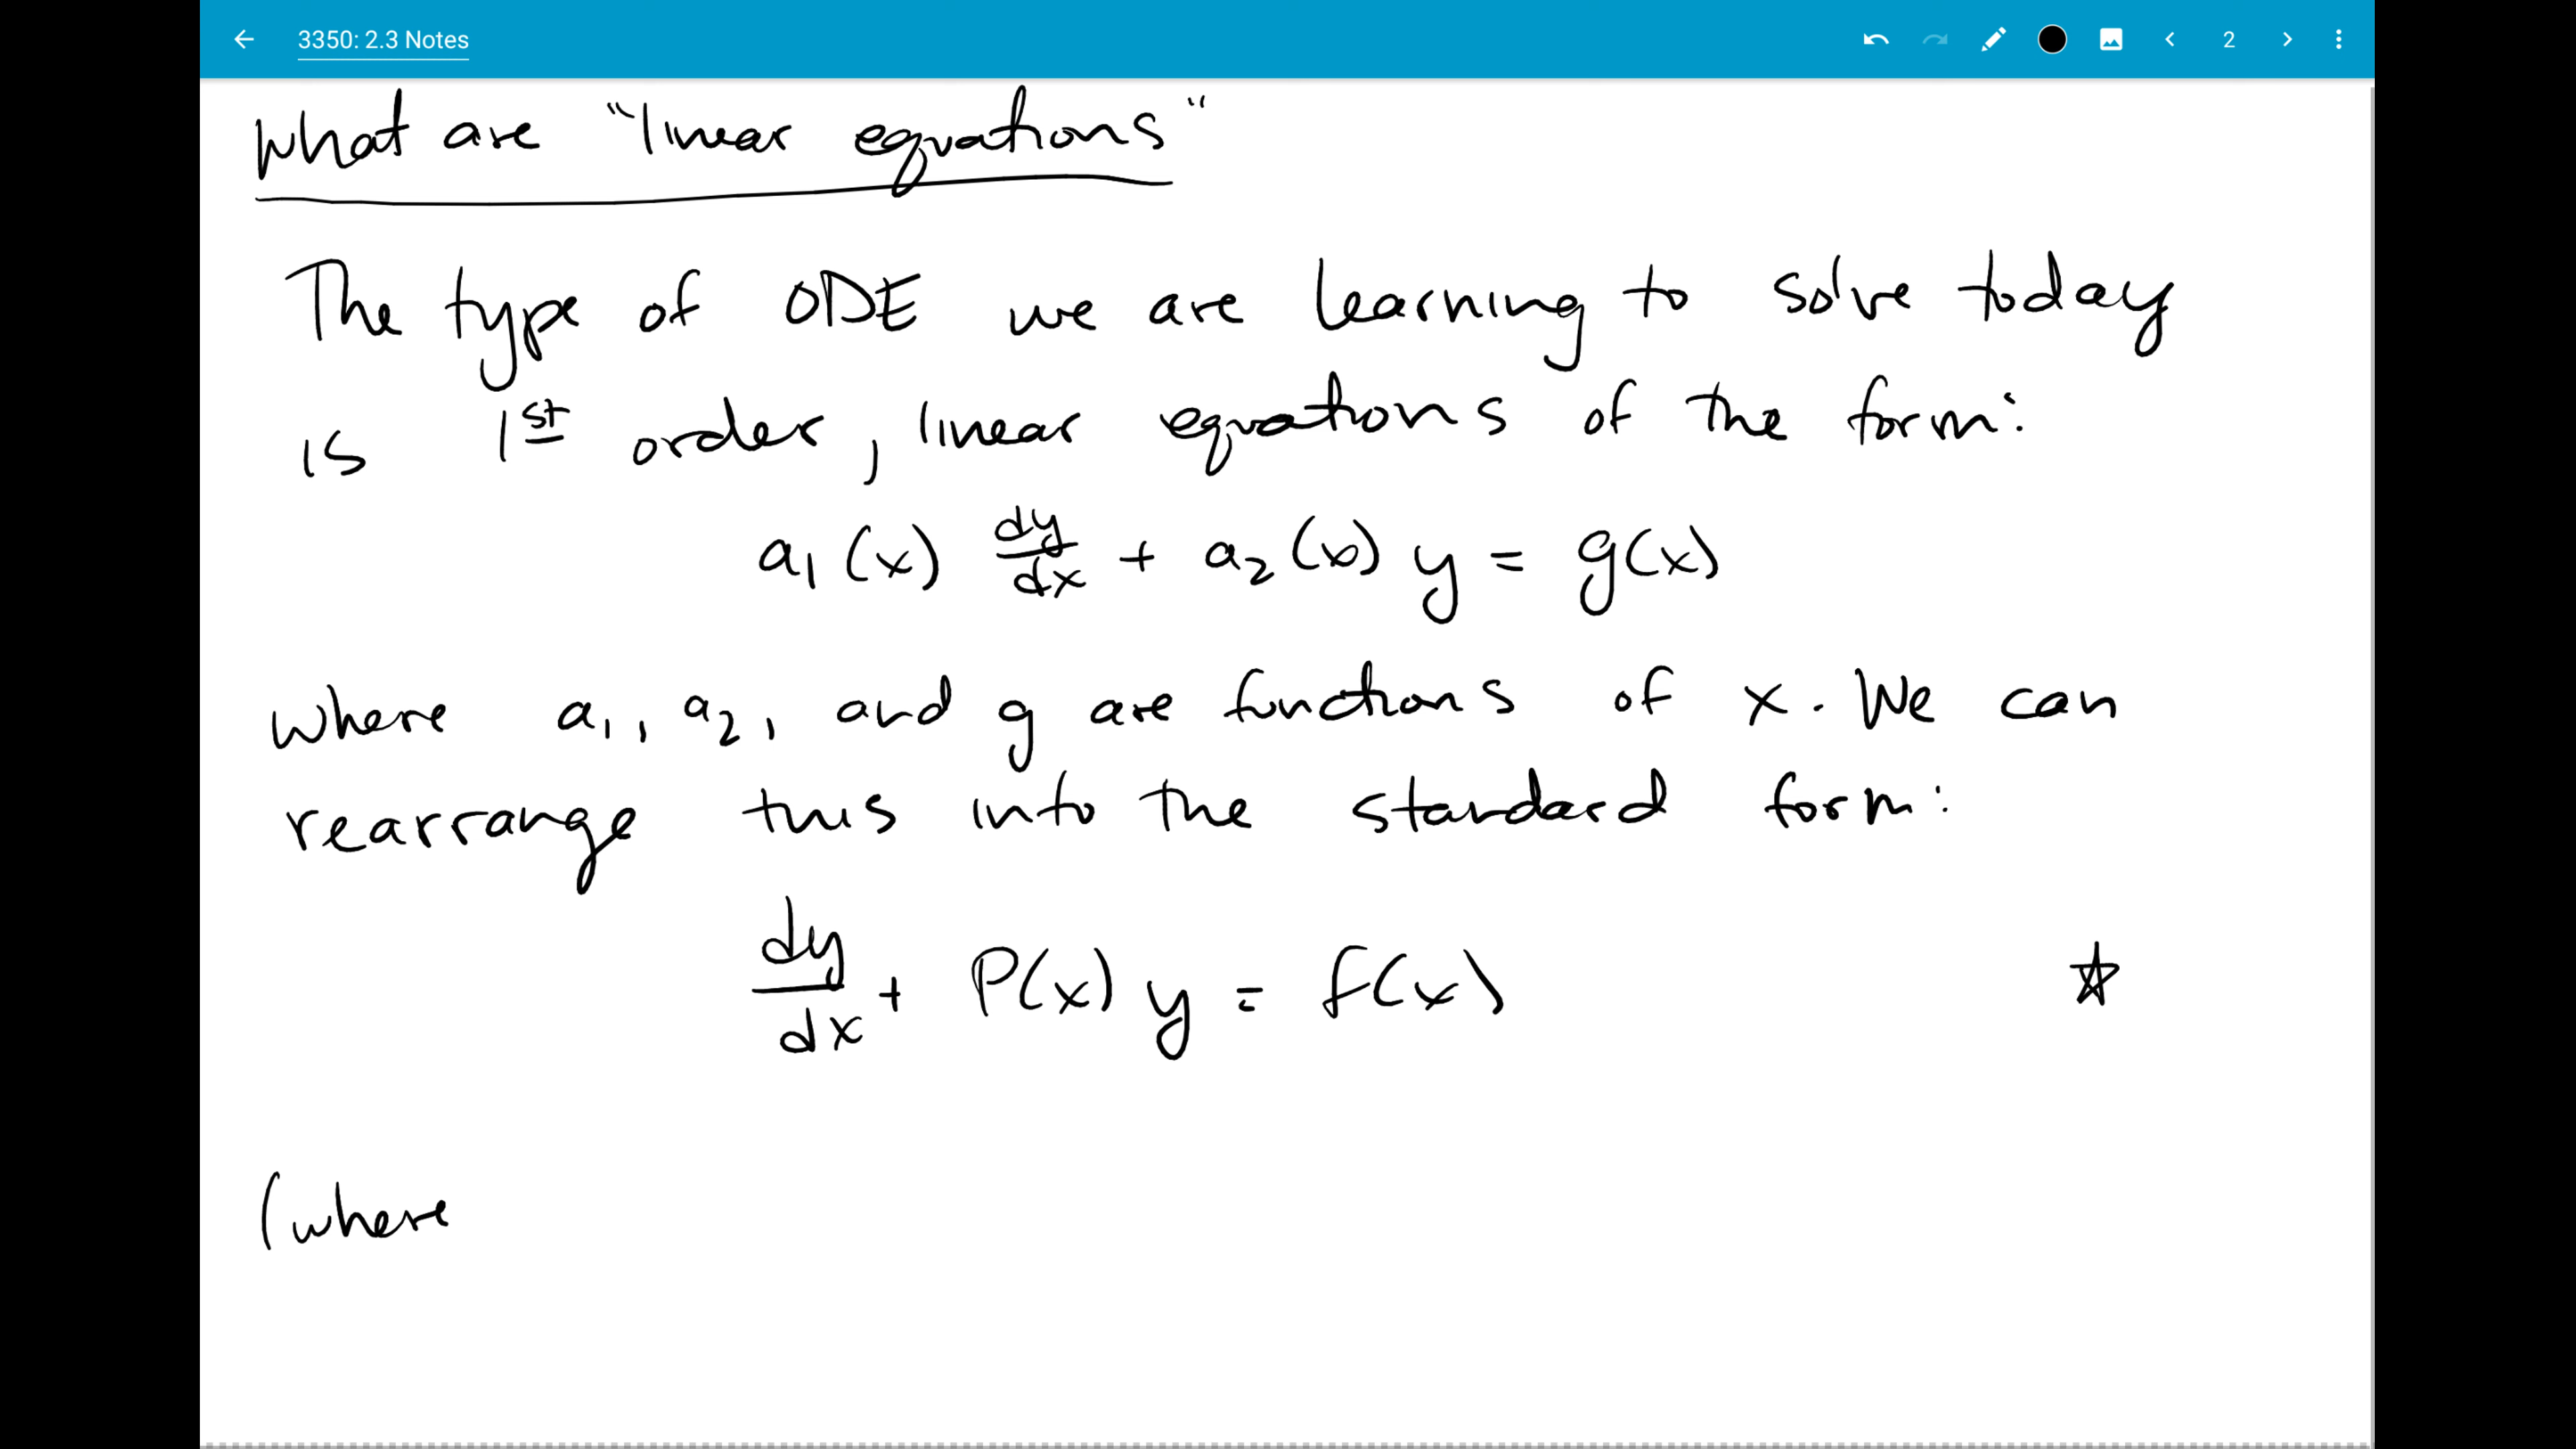 3350: 2.3 Notes
2
What are "linear equations"
The type of ODE we are learning to solve today
is 1st order, linear equations of the form:
a₁(x) dy/dx + a₂(x) y = g(x)
where a₁, a₂, and g are functions of x. We can
rearrange this into the standard form:
dy/dx + P(x) y = f(x) ☆
(where